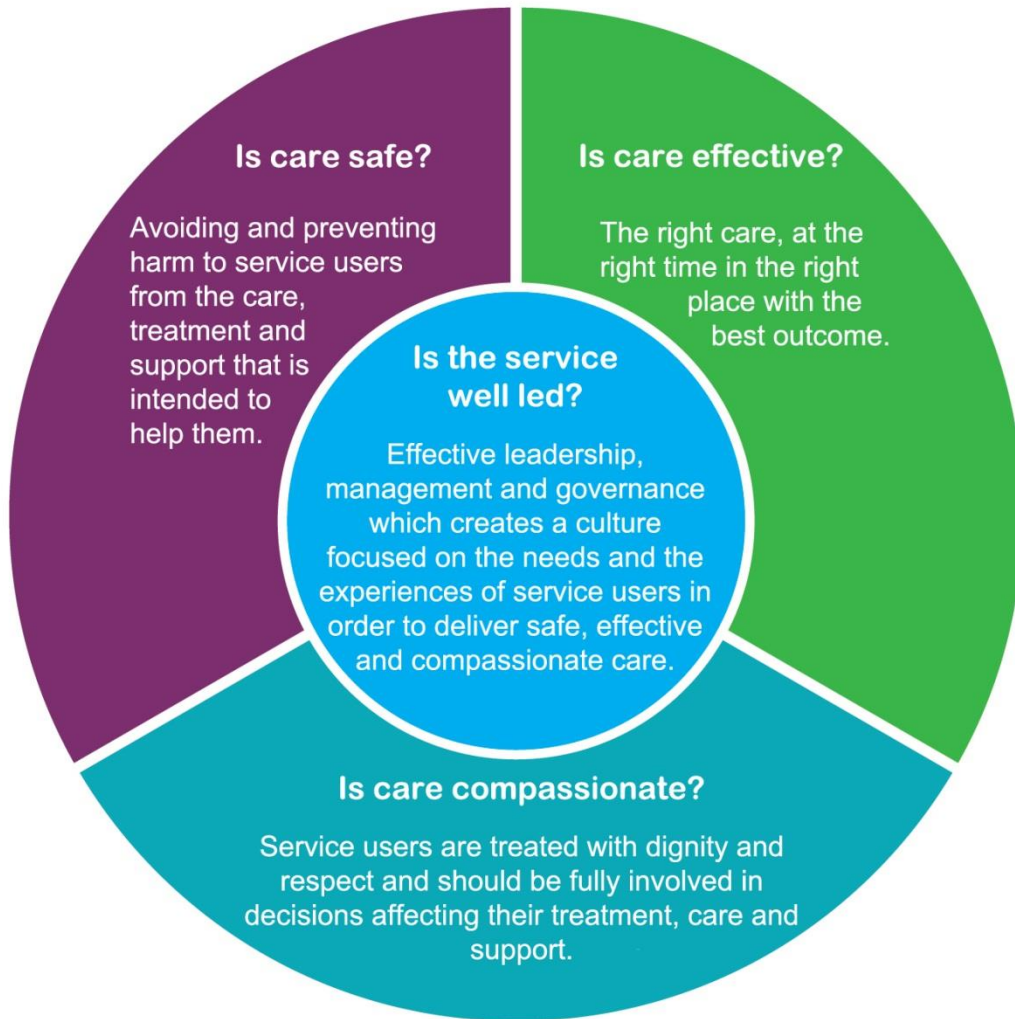 Is care safe?
Avoiding and preventing
harm to service users
from the care,
treatment and
support that is
intended to
help them.
Is care effective?
The right care, at the
right time in the right
place with the
best outcome.
Is the service
well led?
Effective leadership,
management and governance
which creates a culture
focused on the needs and the
experiences of service users in
order to deliver safe, effective
and compassionate care.
Is care compassionate?
Service users are treated with dignity and
respect and should be fully involved in
decisions affecting their treatment, care and
support.